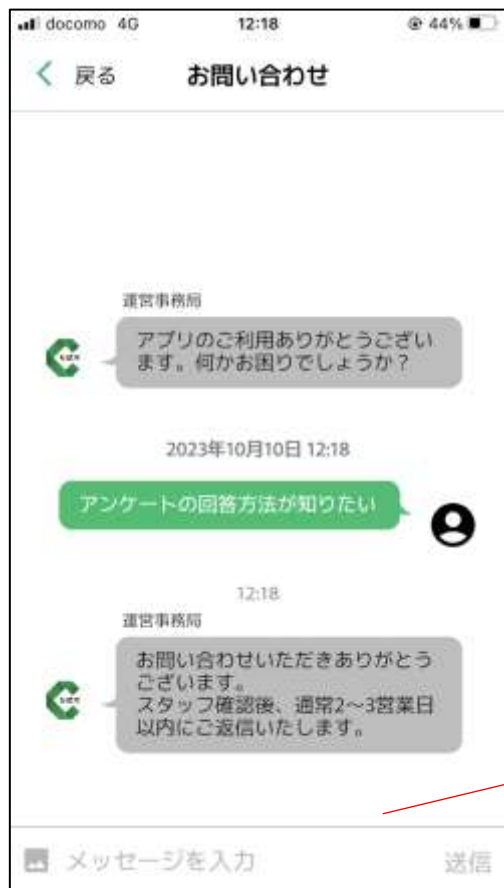 docomo 4G 12:18 44%
戻る お問い合わせ
運営事務局
アプリのご利用ありがとうござい
ます。何かお困りでしょうか？
2023年10月10日 12:18
アンケートの回答方法が知りたい
12:18
運営事務局
お問い合わせいただきありがとう
ございます。
スタッフ確認後、通常2～3営業日
以内にご返信いたします。
メッセージを入力 送信